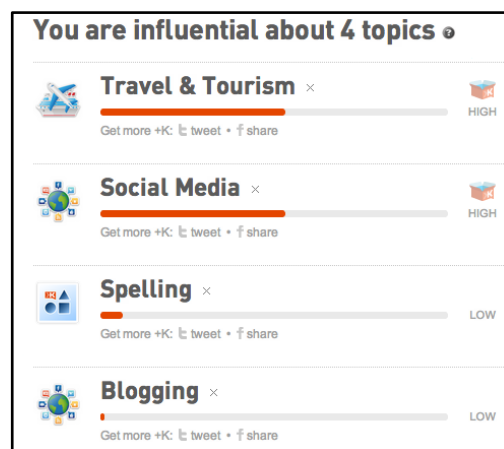 You are influential about 4 topics ?
Travel & Tourism ×
HIGH
Get more +K: t tweet • f share
Social Media ×
HIGH
Get more +K: t tweet • f share
Spelling ×
LOW
Get more +K: t tweet • f share
Blogging ×
LOW
Get more +K: t tweet • f share